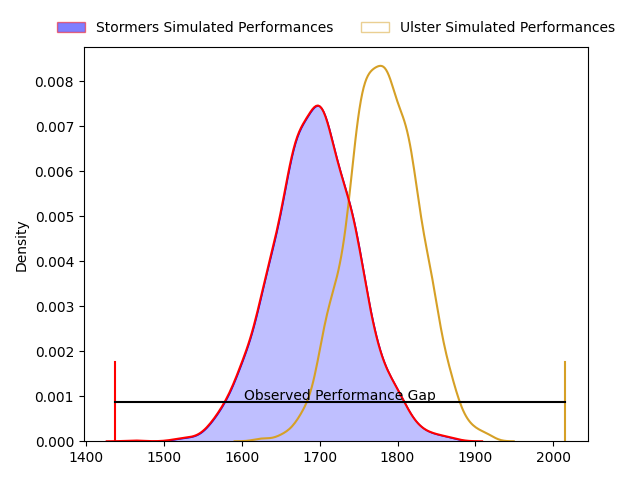 Stormers Simulated Performances Ulster Simulated Performances
0.008
0.007
0.006
0.005
0.004
0.003
0.002
0.001
0.000
Density
Observed Performance Gap
1400 1500 1600 1700 1800 1900 2000